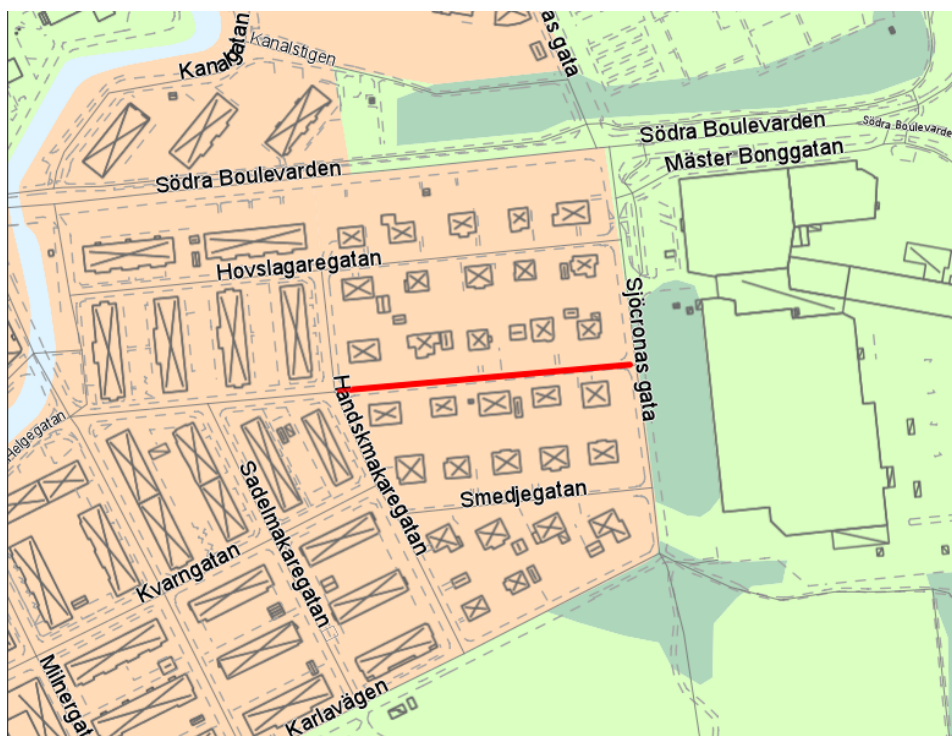 Kanalgatan
Kanalstigen
as gata
Södra Boulevarden
Södra Boulevarden
Mäster Bonggatan
Södra Boulevarden
Hovslagaregatan
Sjöcronas gata
Helgegatan
Handskmakaregatan
Smedjegatan
Sadelmakaregatan
Kvarngatan
Milnergat
Karlavägen